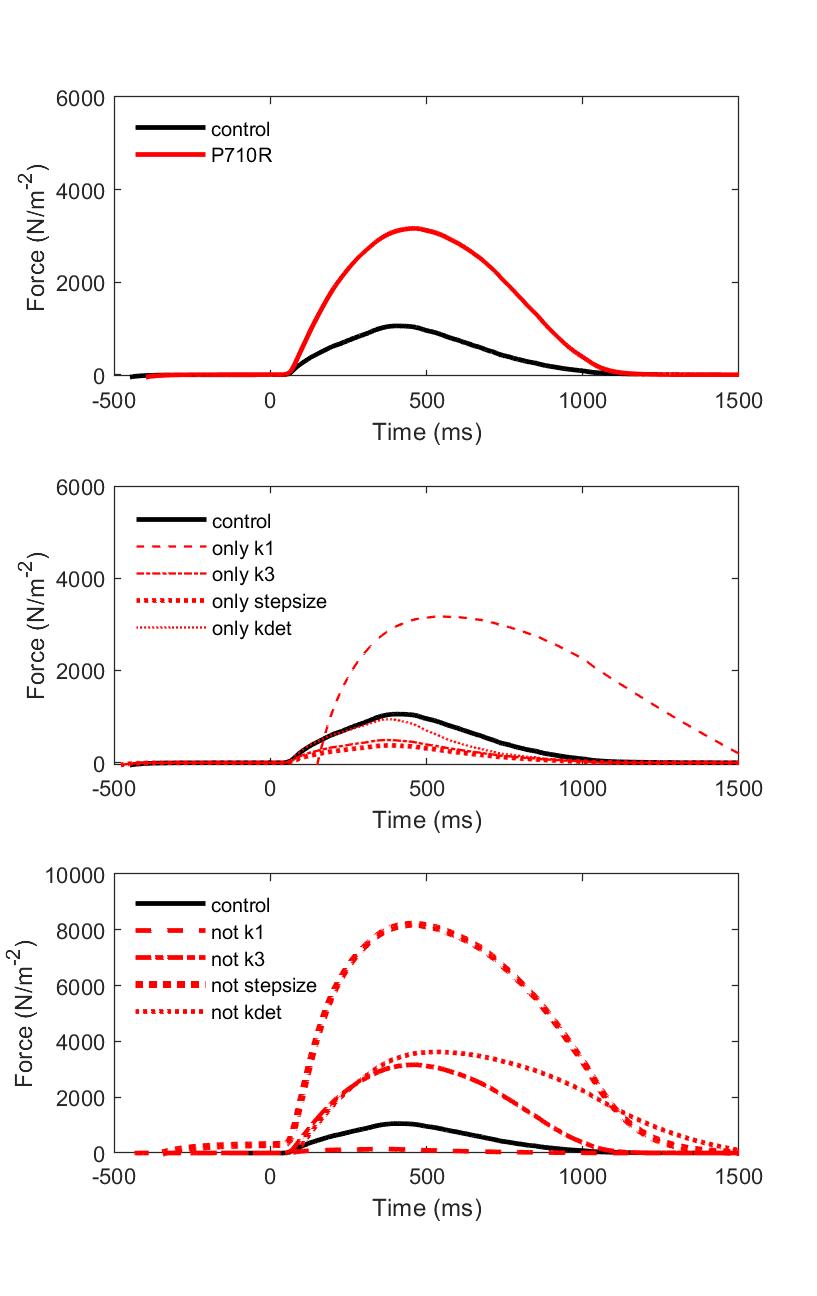 6000
4000
2000
0
Force (N/m⁻²)
control
P710R
-500 0 500 1000 1500
Time (ms)
6000
4000
2000
0
Force (N/m⁻²)
control
only k1
only k3
only stepsize
only kdet
-500 0 500 1000 1500
Time (ms)
10000
8000
6000
4000
2000
0
Force (N/m⁻²)
control
not k1
not k3
not stepsize
not kdet
-500 0 500 1000 1500
Time (ms)